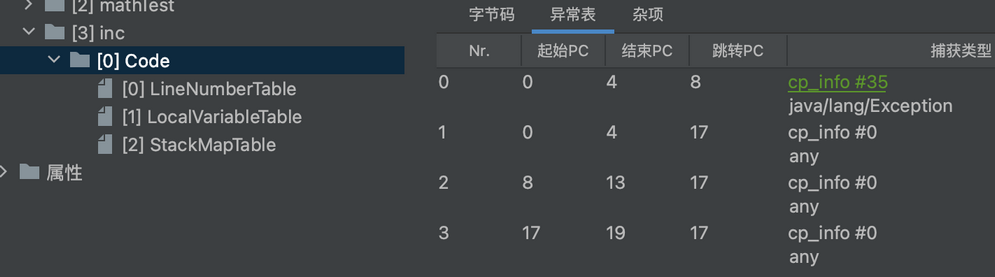 [2] mathTest
[3] inc
[0] Code
[0] LineNumberTable
[1] LocalVariableTable
[2] StackMapTable
属性
字节码 异常表 杂项
Nr. 起始PC 结束PC 跳转PC 捕获类型
0 0 4 8 cp_info #35
java/lang/Exception
1 0 4 17 cp_info #0
any
2 8 13 17 cp_info #0
any
3 17 19 17 cp_info #0
any